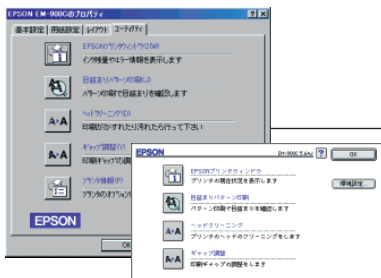 EPSON EM-900Cのプロパティ
基本設定 用紙設定 レイアウト ユーティリティ
EPSONプリンタウィンドウ!2(W)
インク残量やエラー情報を表示します
目詰まりパターン印刷(J)
パターン印刷で目詰まりを確認します
ヘッドクリーニング(D)
印刷がかすれたり汚れたら行って下さい
ギャップ調整(Y)
プリンタ情報(P)
EPSON
OK
EPSON
EM-900C
OK
EPSONプリンタウィンドウ
プリンタの現在状況を表示します
環境設定...
目詰まりパターン印刷
パターン印刷や目詰まりを確認します
ヘッドクリーニング
プリンタのヘッドのクリーニングをします
ギャップ調整
印刷ギャップの調整をします